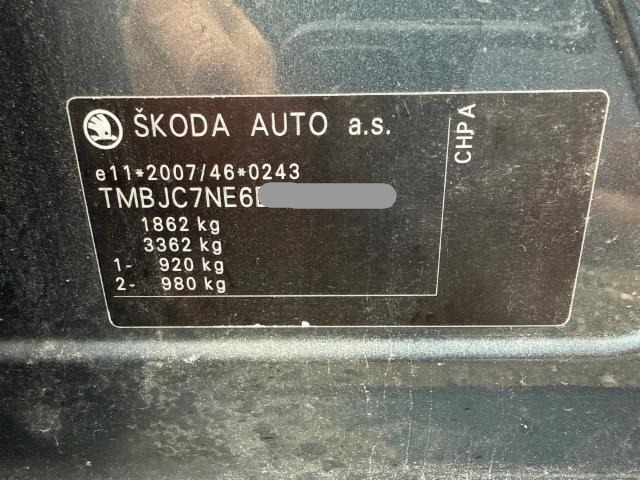 ŠKODA AUTO a.s.
CHPA
e11*2007/46*0243
TMBJC7NE6
1862 kg
3362 kg
1- 920 kg
2- 980 kg